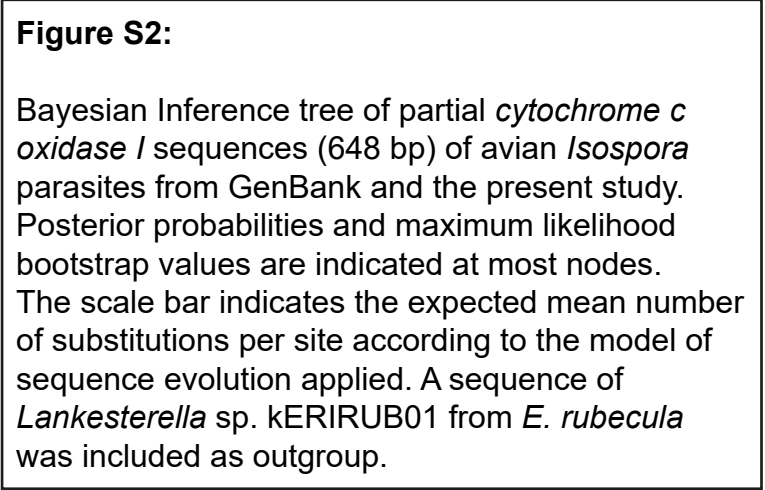 Figure S2:
Bayesian Inference tree of partial cytochrome c
oxidase I sequences (648 bp) of avian Isospora
parasites from GenBank and the present study.
Posterior probabilities and maximum likelihood
bootstrap values are indicated at most nodes.
The scale bar indicates the expected mean number
of substitutions per site according to the model of
sequence evolution applied. A sequence of
Lankesterella sp. kERIRUB01 from E. rubecula
was included as outgroup.